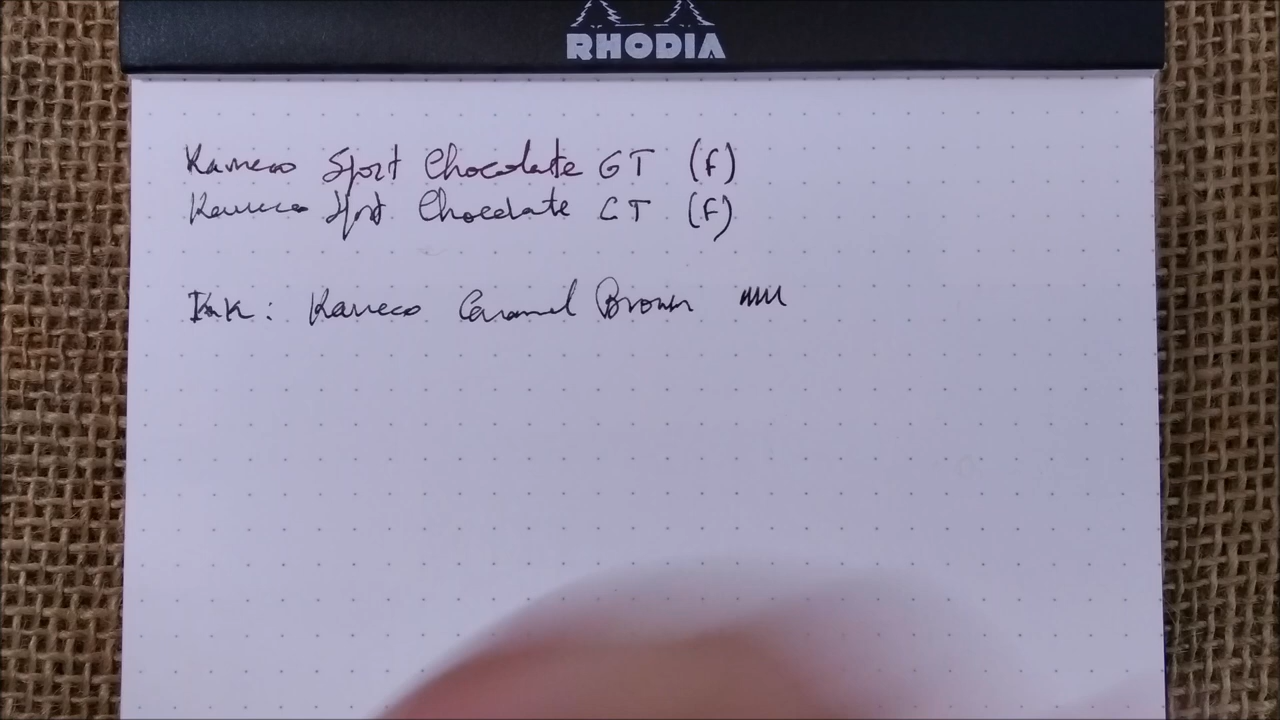 RHODIA
Kaweco Sport Chocolate GT (F)
Kaweco Sport Chocolate CT (F)
Ink: Kaweco Caramel Brown